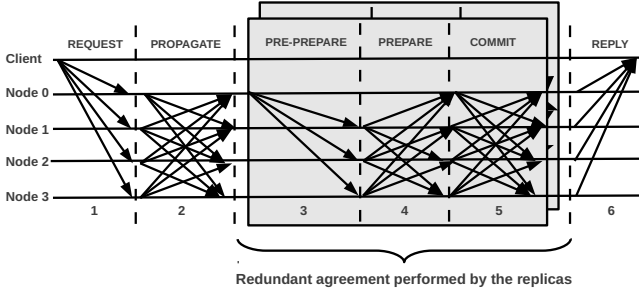 REQUEST PROPAGATE PRE-PREPARE PREPARE COMMIT REPLY
Client
Node 0
Node 1
Node 2
Node 3
1 2 3 4 5 6
Redundant agreement performed by the replicas